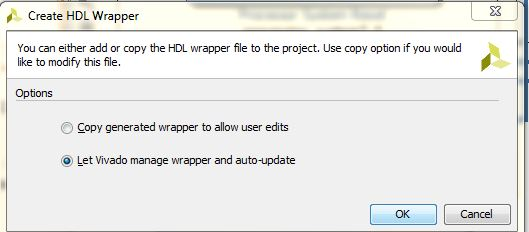 Create HDL Wrapper
You can either add or copy the HDL wrapper file to the project. Use copy option if you would
like to modify this file.
Options
Copy generated wrapper to allow user edits
Let Vivado manage wrapper and auto-update
OK
Cancel